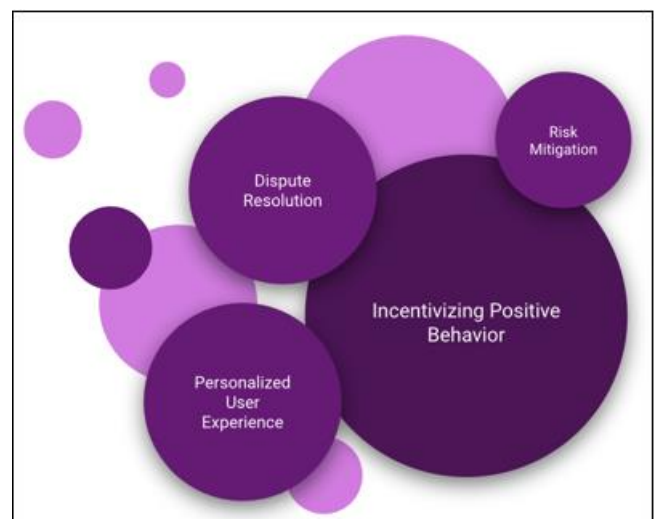 Risk
Mitigation
Dispute
Resolution
Incentivizing Positive
Behavior
Personalized
User
Experience